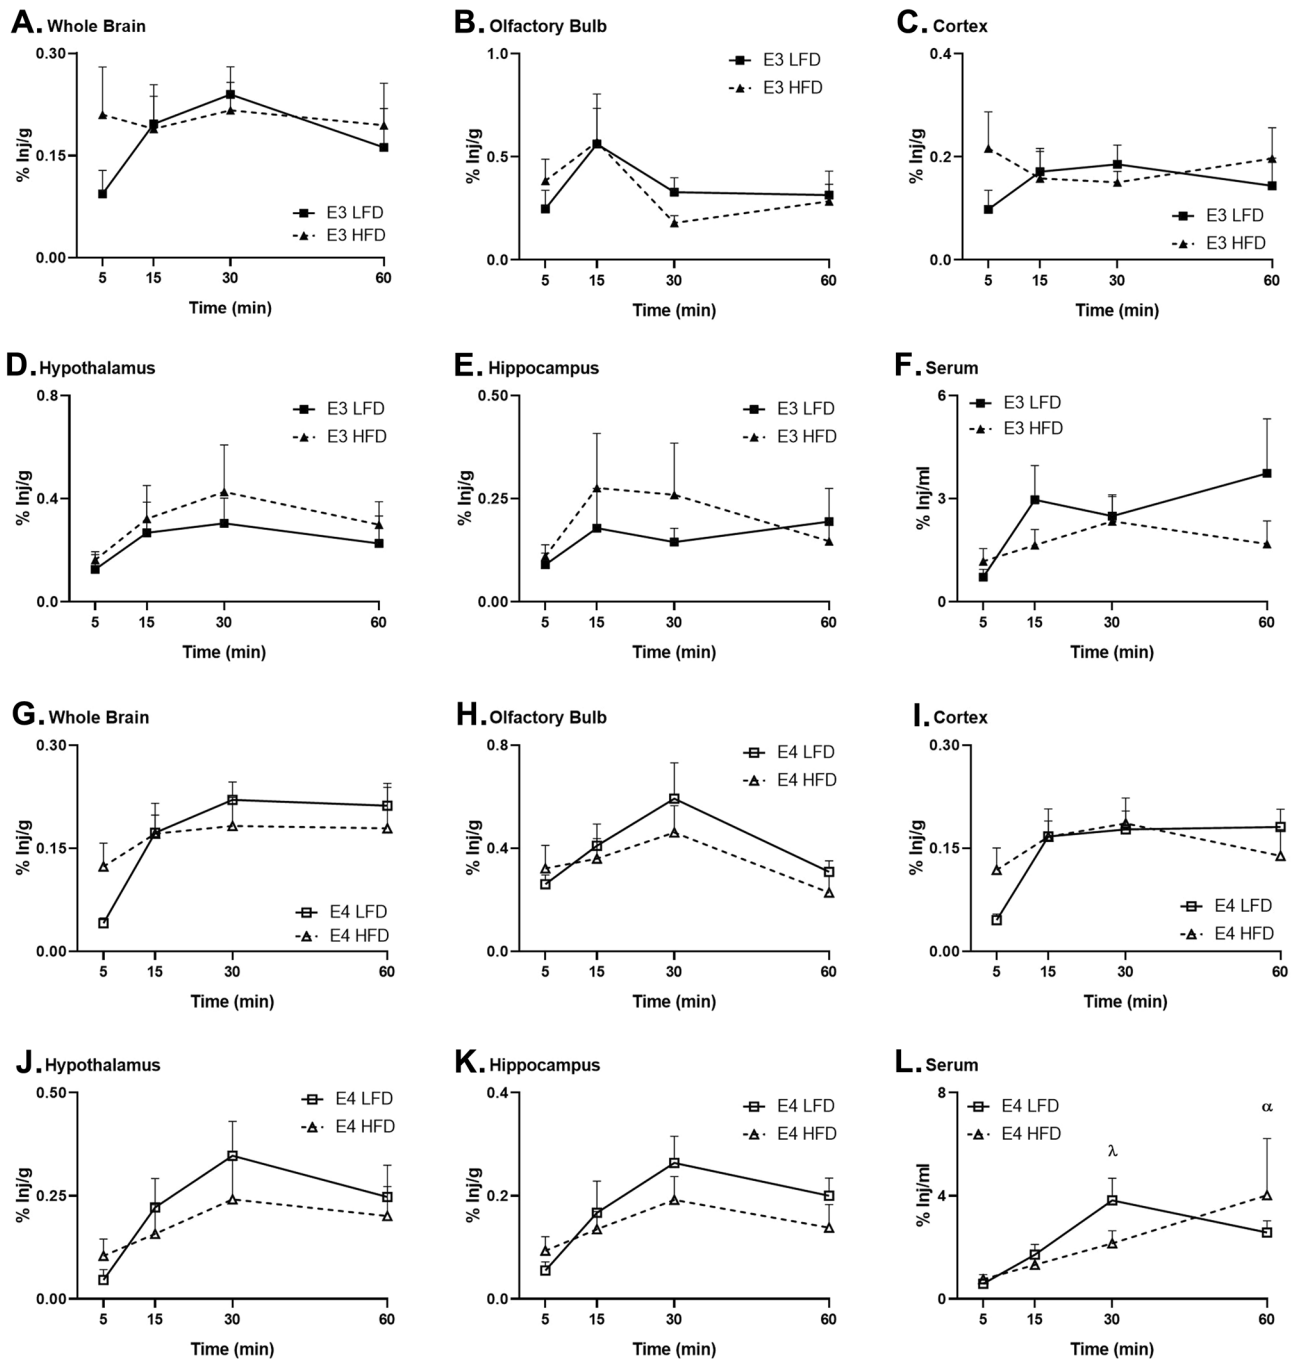 A. Whole Brain
0.30
0.15
0.00
% Inj/g
E3 LFD
E3 HFD
5 15 30 60
Time (min)
B. Olfactory Bulb
1.0
0.5
0.0
% Inj/g
E3 LFD
E3 HFD
5 15 30 60
Time (min)
C. Cortex
0.4
0.2
0.0
% Inj/g
E3 LFD
E3 HFD
5 15 30 60
Time (min)
D. Hypothalamus
0.8
0.4
0.0
% Inj/g
E3 LFD
E3 HFD
5 15 30 60
Time (min)
E. Hippocampus
0.50
0.25
0.00
% Inj/g
E3 LFD
E3 HFD
5 15 30 60
Time (min)
F. Serum
6
3
0
% Inj/ml
E3 LFD
E3 HFD
5 15 30 60
Time (min)
G. Whole Brain
0.30
0.15
0.00
% Inj/g
E4 LFD
E4 HFD
5 15 30 60
Time (min)
H. Olfactory Bulb
0.8
0.4
0.0
% Inj/g
E4 LFD
E4 HFD
5 15 30 60
Time (min)
I. Cortex
0.30
0.15
0.00
% Inj/g
E4 LFD
E4 HFD
5 15 30 60
Time (min)
J. Hypothalamus
0.50
0.25
0.00
% Inj/g
E4 LFD
E4 HFD
5 15 30 60
Time (min)
K. Hippocampus
0.4
0.2
0.0
% Inj/g
E4 LFD
E4 HFD
5 15 30 60
Time (min)
L. Serum
8
4
0
% Inj/ml
E4 LFD
E4 HFD
α
λ
5 15 30 60
Time (min)